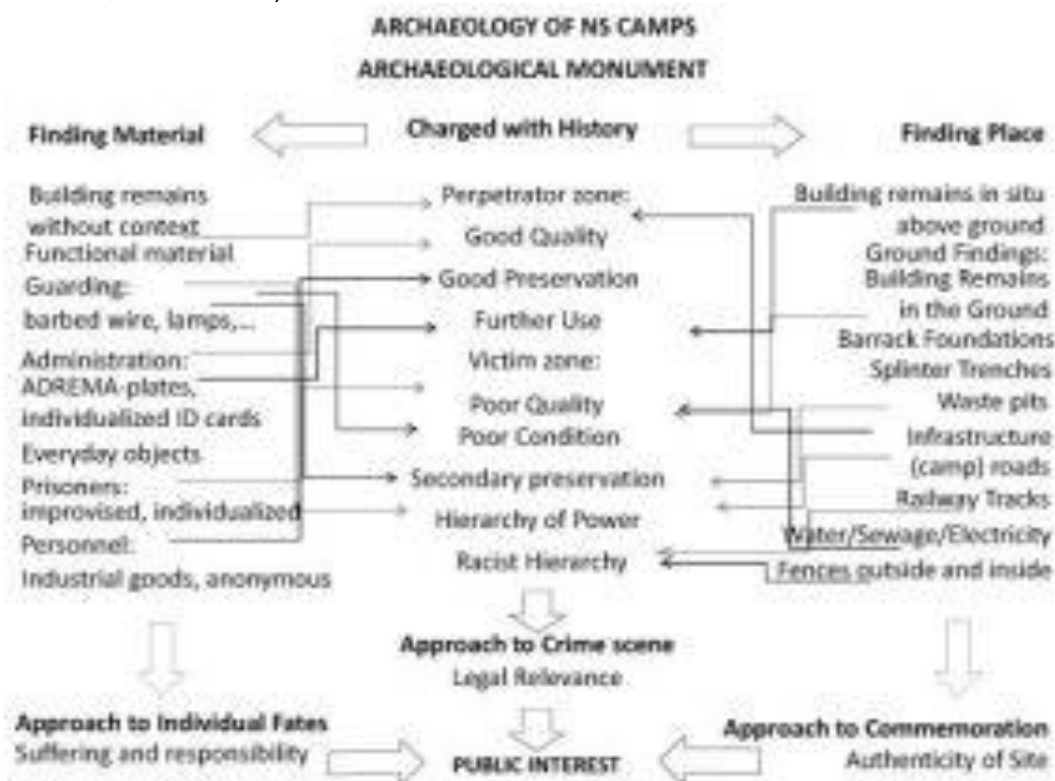 ARCHAEOLOGY OF NS CAMPS
ARCHAEOLOGICAL MONUMENT
Finding Material
Charged with History
Finding Place
Building remains
without context
Functional material
Guarding:
barbed wire, lamps,...
Administration:
ADREMA-plates,
individualized ID cards
Everyday objects
Prisoners:
improvised, individualized
Personnel:
Industrial goods, anonymous
Perpetrator zone:
Good Quality
Good Preservation
Further Use
Victim zone:
Poor Quality
Poor Condition
Secondary preservation
Hierarchy of Power
Racist Hierarchy
Building remains in situ
above ground
Ground Findings:
Building Remains
in the Ground
Barrack Foundations
Splinter Trenches
Waste pits
Infrastructure
(camp) roads
Railway Tracks
Water/Sewage/Electricity
Fences outside and inside
Approach to Crime scene
Legal Relevance
Approach to Individual Fates
Suffering and responsibility
PUBLIC INTEREST
Approach to Commemoration
Authenticity of Site